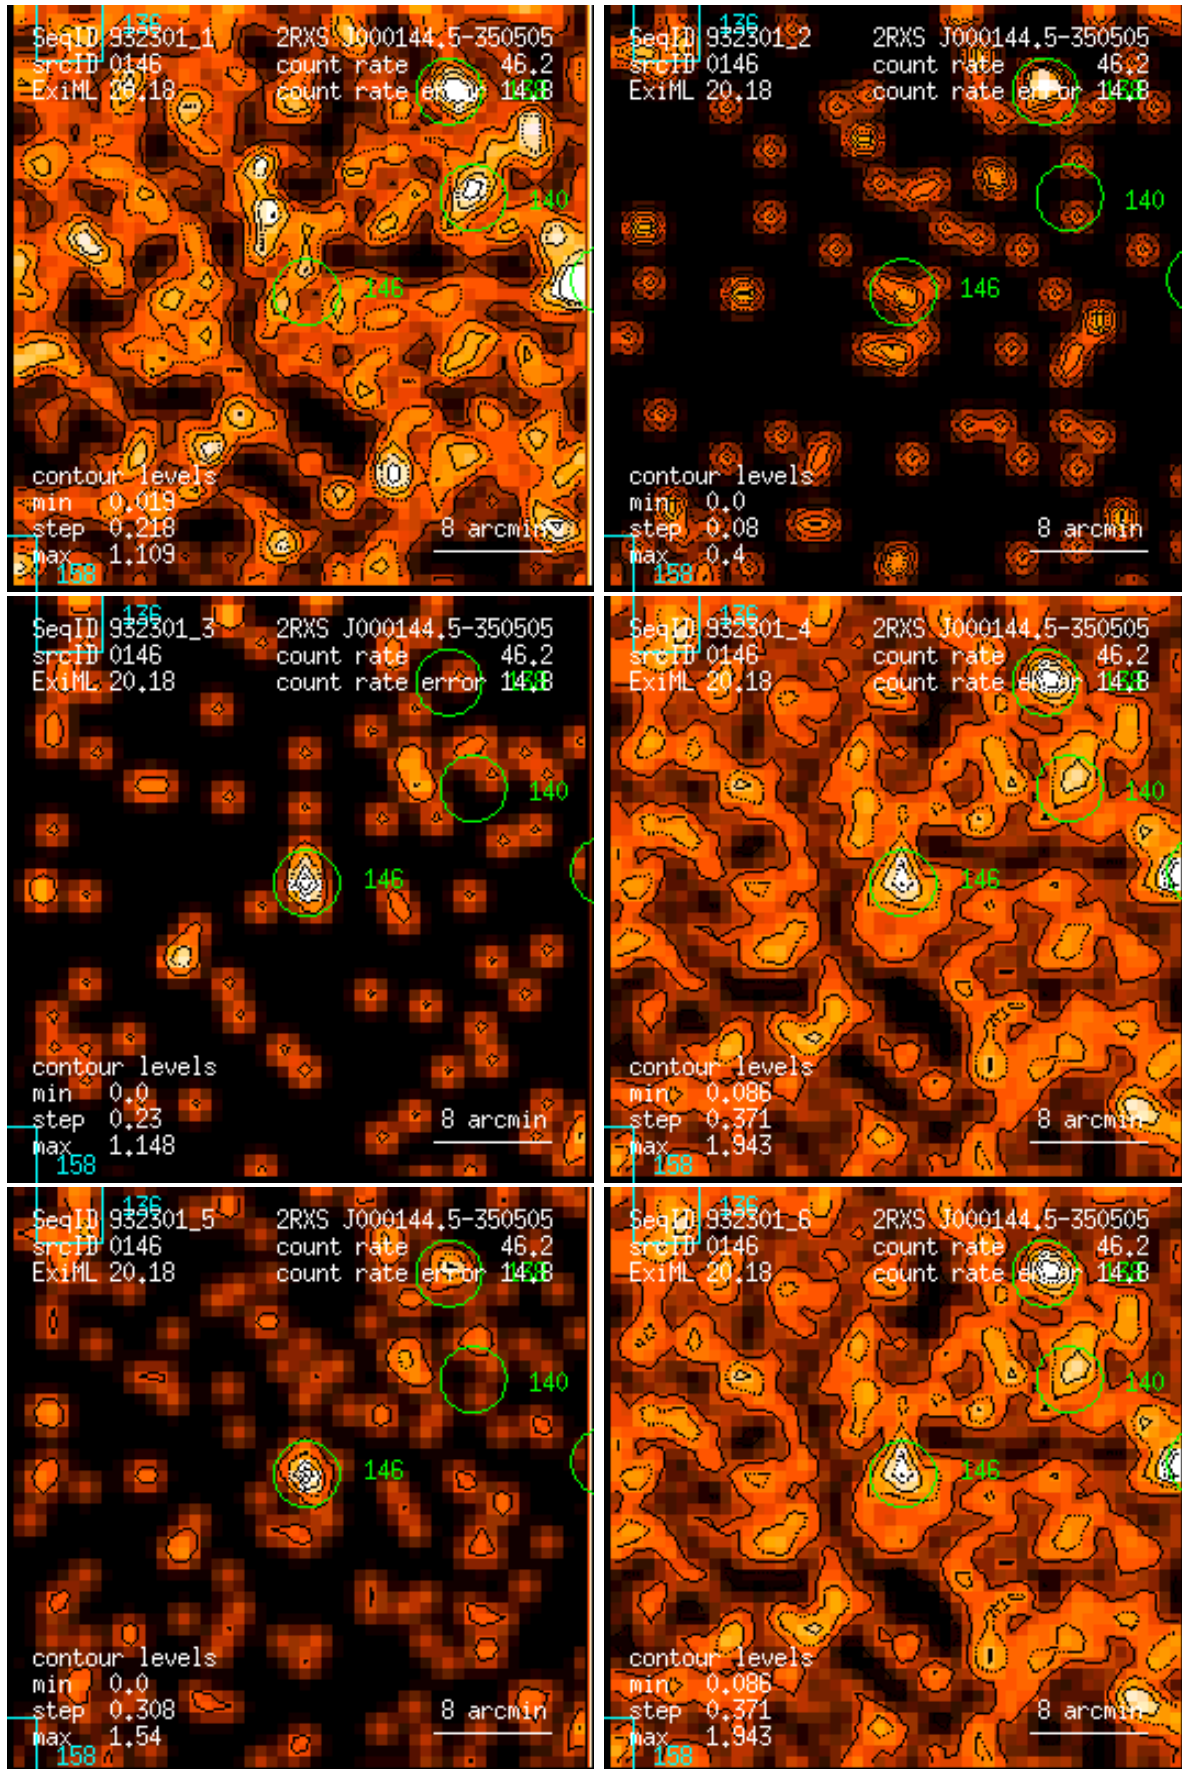 136
SeqID 932301_1 2RXS J000144.5-350505
srcID 0146 count rate 46.2
ExiML 20.18 count rate error 14.8
140
146
contour levels
min 0.019
step 0.218
max 1.109
8 arcmin
158
136
SeqID 932301_2 2RXS J000144.5-350505
srcID 0146 count rate 46.2
ExiML 20.18 count rate error 14.8
140
146
contour levels
min 0.0
step 0.08
max 0.4
8 arcmin
158
136
SeqID 932301_3 2RXS J000144.5-350505
srcID 0146 count rate 46.2
ExiML 20.18 count rate error 14.8
140
146
contour levels
min 0.0
step 0.23
max 1.148
8 arcmin
158
136
SeqID 932301_4 2RXS J000144.5-350505
srcID 0146 count rate 46.2
ExiML 20.18 count rate error 14.8
140
146
contour levels
min 0.086
step 0.371
max 1.943
8 arcmin
158
136
SeqID 932301_5 2RXS J000144.5-350505
srcID 0146 count rate 46.2
ExiML 20.18 count rate error 14.8
140
146
contour levels
min 0.0
step 0.308
max 1.54
8 arcmin
158
136
SeqID 932301_6 2RXS J000144.5-350505
srcID 0146 count rate 46.2
ExiML 20.18 count rate error 14.8
140
146
contour levels
min 0.086
step 0.371
max 1.943
8 arcmin
158